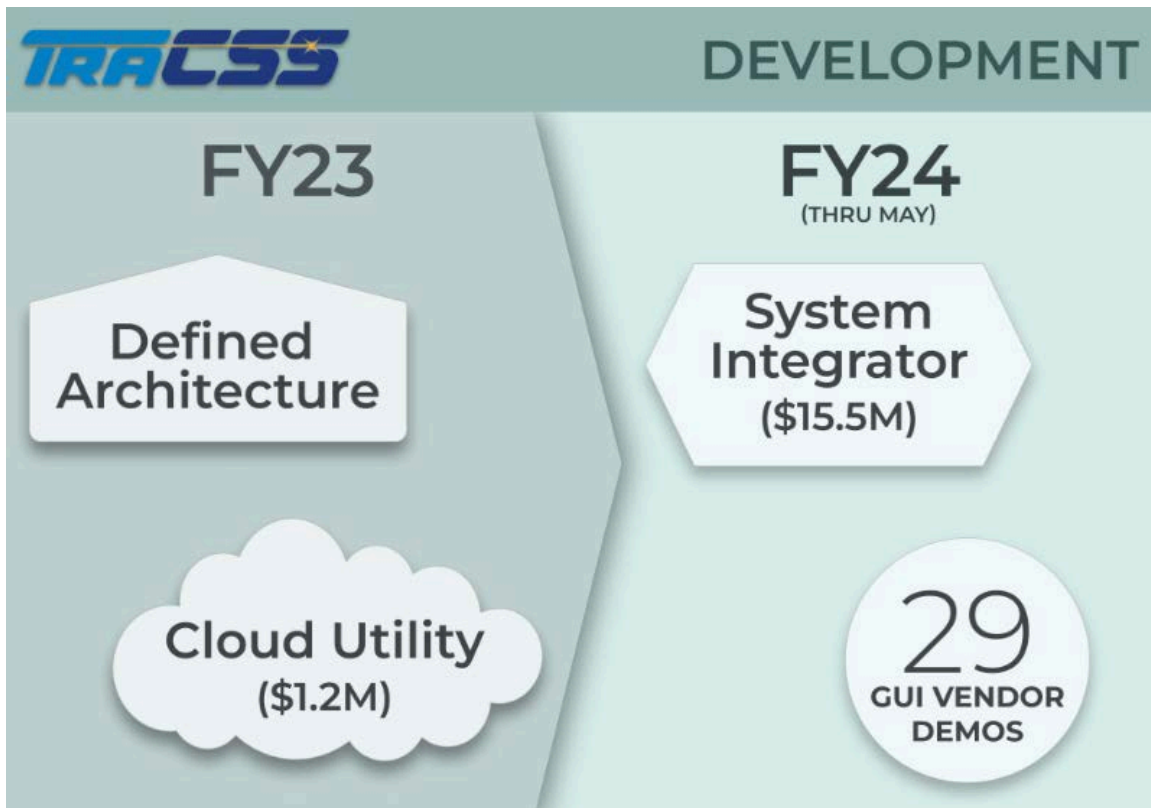 TRACSS
DEVELOPMENT
FY23
Defined
Architecture
Cloud Utility
($1.2M)
FY24
(THRU MAY)
System
Integrator
($15.5M)
29
GUI VENDOR
DEMOS